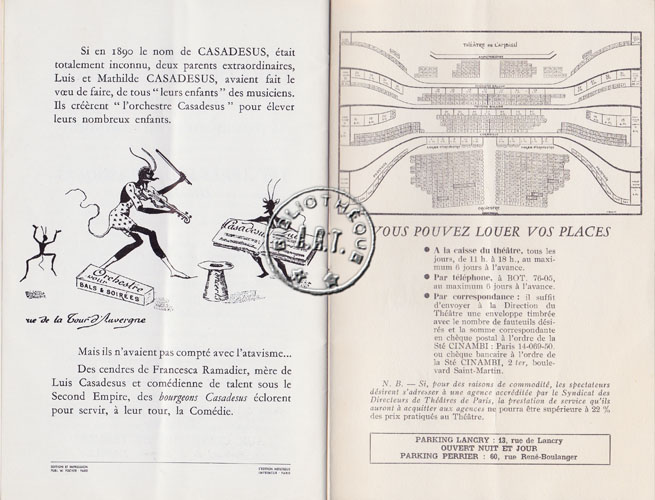 Si en 1890 le nom de CASADESUS, était
totalement inconnu, deux parents extraordinaires,
Luis et Mathilde CASADESUS, avaient fait le
vœu de faire, de tous "leurs enfants" des musiciens.
Ils créèrent "l'orchestre Casadesus" pour élever
leurs nombreux enfants.
Orchestre
pour
BALS & SOIRÉES
Casadesus
rue de la Tour d'Auvergne
Mais ils n'avaient pas compté avec l'atavisme...
Des cendres de Francesca Ramadier, mère de
Luis Casadesus et comédienne de talent sous le
Second Empire, des bourgeons Casadesus éclorent
pour servir, à leur tour, la Comédie.
BIBLIOTHÈQUE
A.R.T.
THÉÂTRE DE L'AMBIGU
VOUS POUVEZ LOUER VOS PLACES
● A la caisse du théâtre, tous les
jours, de 11 h. à 18 h., au maxi-
mum 6 jours à l'avance.
● Par téléphone, à BOT. 76-05,
au maximum 6 jours à l'avance.
● Par correspondance : il suffit
d'envoyer à la Direction du
Théâtre une enveloppe timbrée
avec le nombre de fauteuils dési-
rés et la somme correspondante
en chèque postal à l'ordre de la
Sté CINAMBI : Paris 14-069-50.
ou chèque bancaire à l'ordre de
la Sté CINAMBI, 2 ter, boule-
vard Saint-Martin.
N. B. — Si, pour des raisons de commodité, les spectateurs
désirent s'adresser à une agence accréditée par le Syndicat des
Directeurs de Théâtres de Paris, la prestation de service qu'ils
auront à acquitter aux agences ne pourra être supérieure à 22 %
des prix pratiqués au Théâtre.
PARKING LANCRY : 13, rue de Lancry
OUVERT NUIT ET JOUR
PARKING PERRIER : 60, rue René-Boulanger